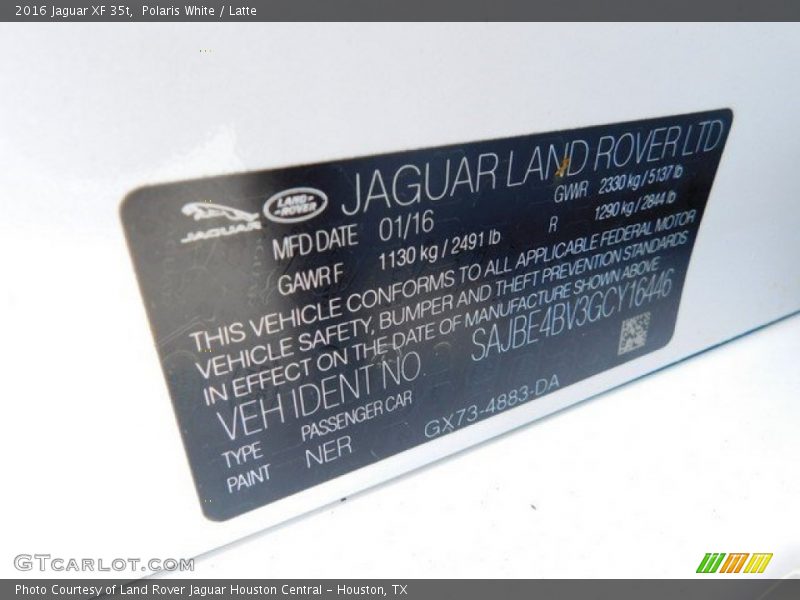 2016 Jaguar XF 35t, Polaris White / Latte
JAGUAR
LAND ROVER
JAGUAR LAND ROVER LTD
MFD DATE 01/16 GWR 2330 kg / 5137 lb
GAWR F 1130 kg / 2491 lb R 1290 kg / 2844 lb
THIS VEHICLE CONFORMS TO ALL APPLICABLE FEDERAL MOTOR
VEHICLE SAFETY, BUMPER AND THEFT PREVENTION STANDARDS
IN EFFECT ON THE DATE OF MANUFACTURE SHOWN ABOVE
VEH IDENT NO SAJBE4BV3GCY16446
TYPE PASSENGER CAR
PAINT NER GX73-4883-DA
GTCARLOT.COM
Photo Courtesy of Land Rover Jaguar Houston Central - Houston, TX